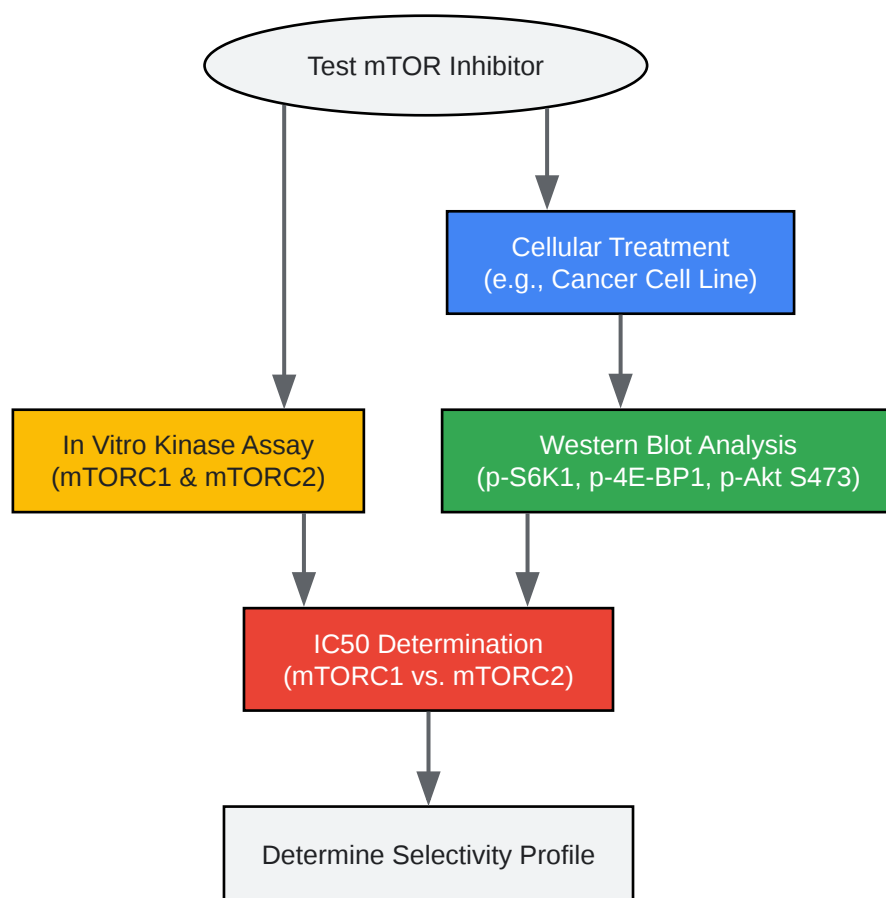 Test mTOR Inhibitor
Cellular Treatment
(e.g., Cancer Cell Line)
In Vitro Kinase Assay
(mTORC1 & mTORC2)
Western Blot Analysis
(p-S6K1, p-4E-BP1, p-Akt S473)
IC50 Determination
(mTORC1 vs. mTORC2)
Determine Selectivity Profile